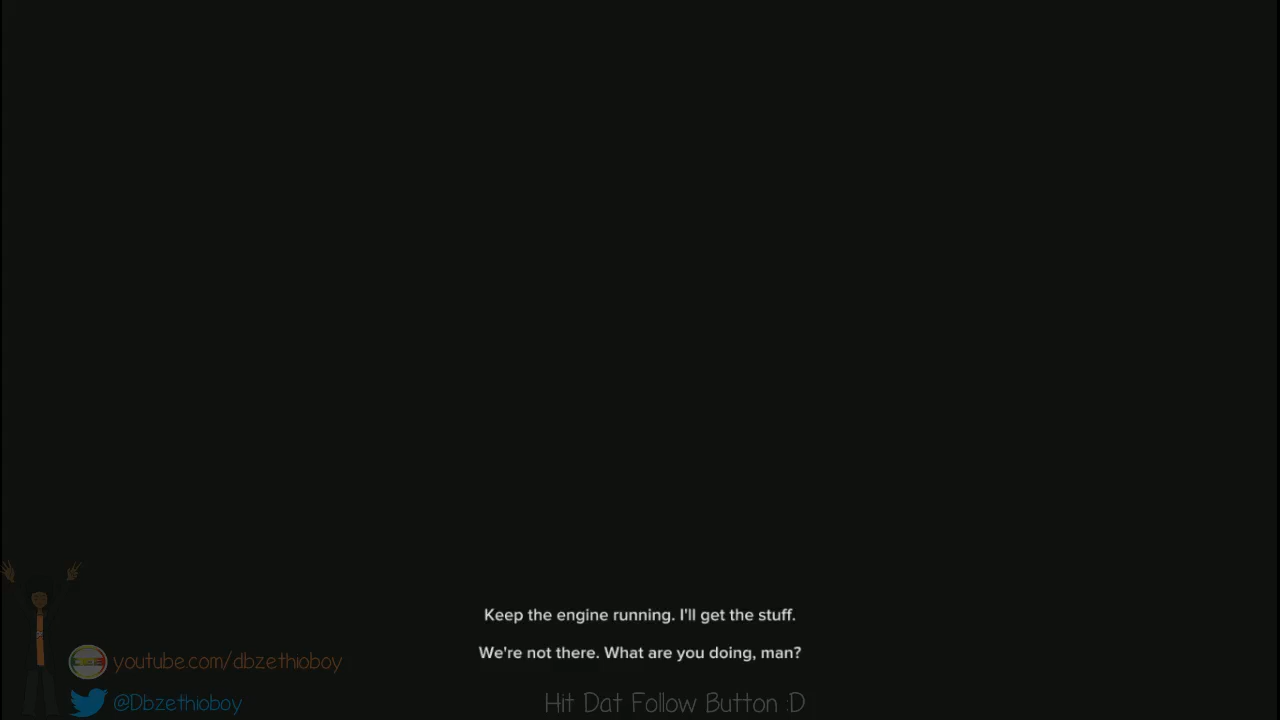 Keep the engine running. I'll get the stuff.
We're not there. What are you doing, man?
youtube.com/dbzethioboy
@Dbzethioboy
Hit Dat Follow Button :D